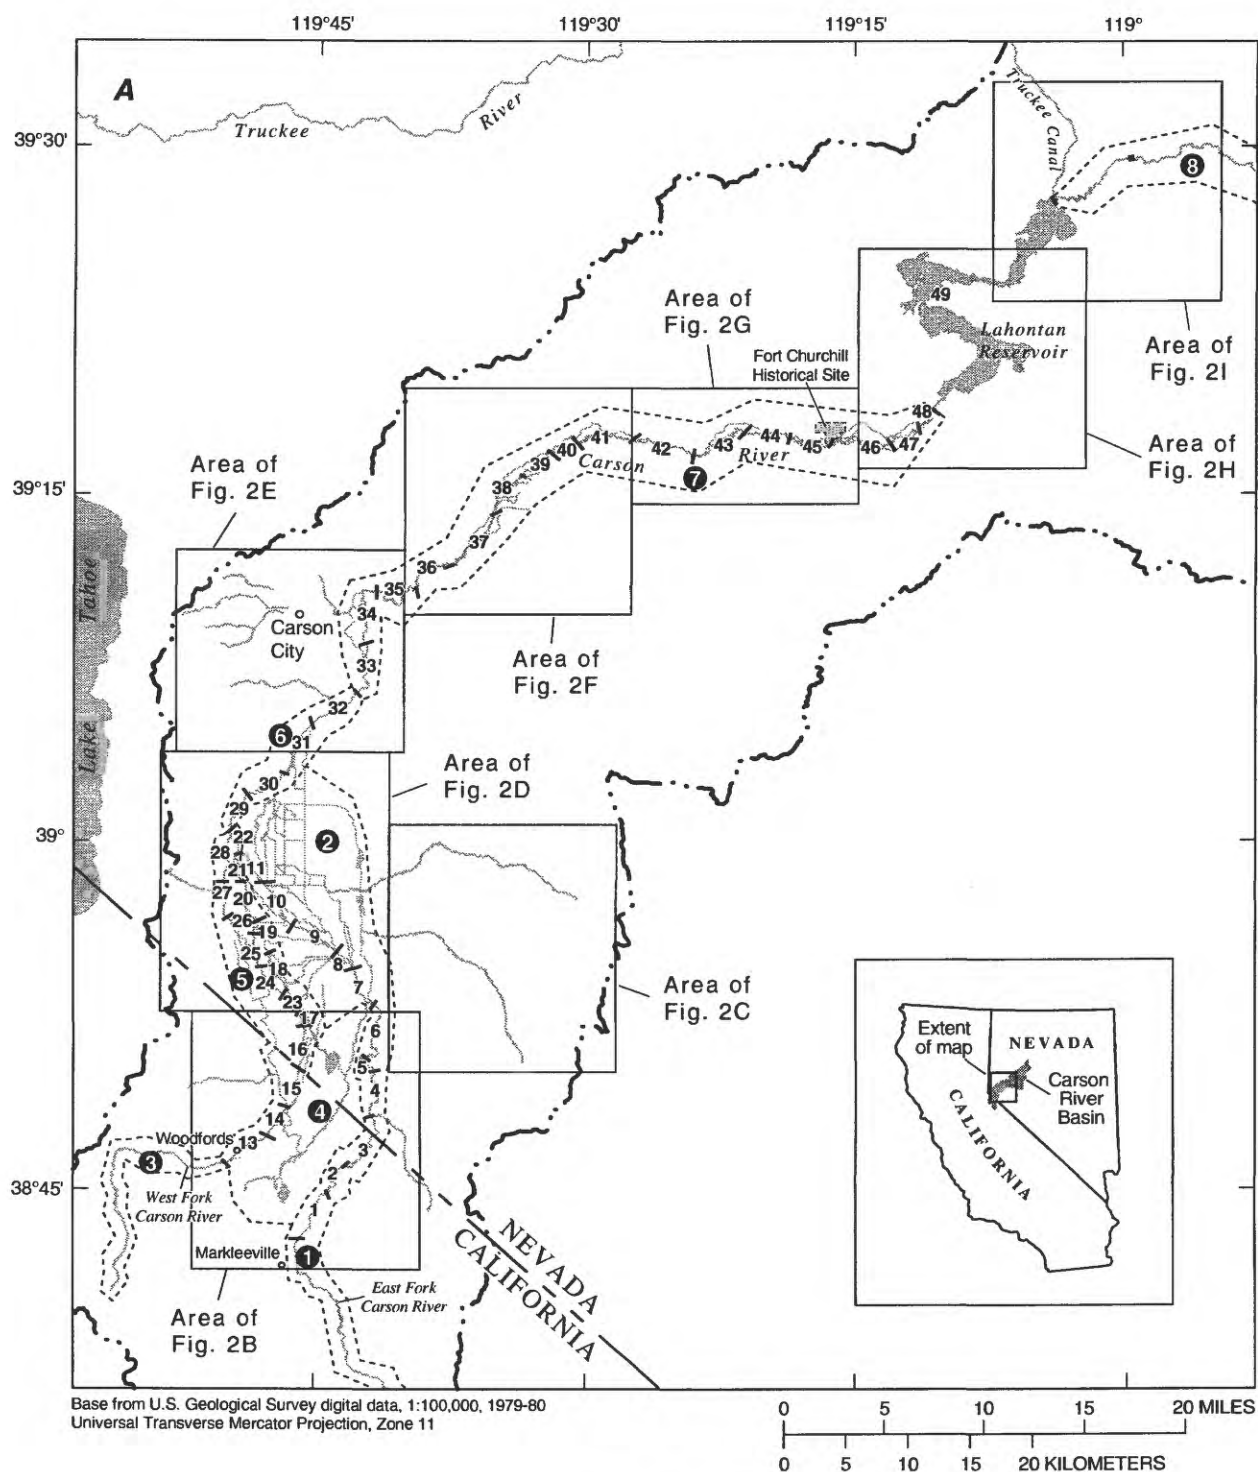 119°45'
119°30'
119°15'
119°
A
39°30'
39°15'
39°
38°45'
Truckee
River
Truckee Canal
8
49
Lahontan
Reservoir
Area of
Fig. 2I
Area of
Fig. 2G
Fort Churchill
Historical Site
Area of
Fig. 2H
48
47
46
45
44
43
42
41
40
39
38
37
36
Carson
River
7
Area of
Fig. 2E
35
34
33
32
31
6
Carson
City
Area of
Fig. 2F
Lake
Tahoe
Area of
Fig. 2D
30
29
22
28
21
11
27
20
10
26
19
9
25
18
8
24
7
23
17
6
16
5
4
15
14
13
3
2
1
2
5
4
3
1
Area of
Fig. 2C
Woodfords
West Fork
Carson River
Markleeville
East Fork
Carson River
Area of
Fig. 2B
NEVADA
CALIFORNIA
Extent
of map
NEVADA
Carson
River
Basin
CALIFORNIA
Base from U.S. Geological Survey digital data, 1:100,000, 1979-80
Universal Transverse Mercator Projection, Zone 11
0 5 10 15 20 MILES
0 5 10 15 20 KILOMETERS